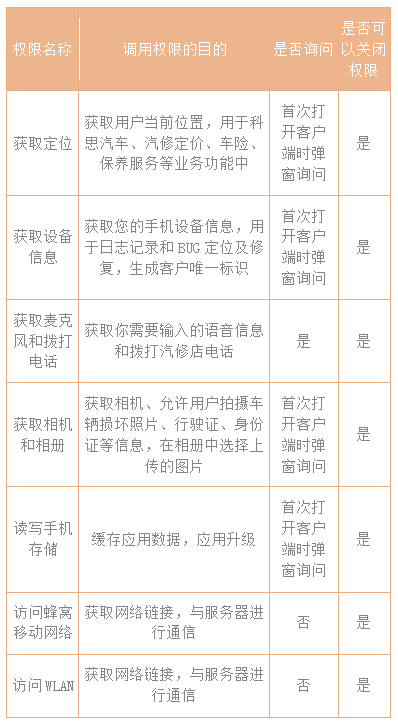 权限名称
调用权限的目的
是否询问
是否可
以关闭
权限
获取定位
获取用户当前位置，用于科
思汽车、汽修定价、车险、
保养服务等业务功能中
首次打
开客户
端时弹
窗询问
是
获取设备
信息
获取您的手机设备信息，用
于日志记录和 BUG 定位及修
复，生成客户唯一标识
首次打
开客户
端时弹
窗询问
是
获取麦克
风和拨打
电话
获取你需要输入的语音信息
和拨打汽修店电话
是
是
获取相机
和相册
获取相机、允许用户拍摄车
辆损坏照片、行驶证、身份
证等信息，在相册中选择上
传的图片
首次打
开客户
端时弹
窗询问
是
读写手机
存储
缓存应用数据，应用升级
首次打
开客户
端时弹
窗询问
是
访问蜂窝
移动网络
获取网络链接，与服务器进
行通信
否
是
访问 WLAN
获取网络链接，与服务器进
行通信
否
是